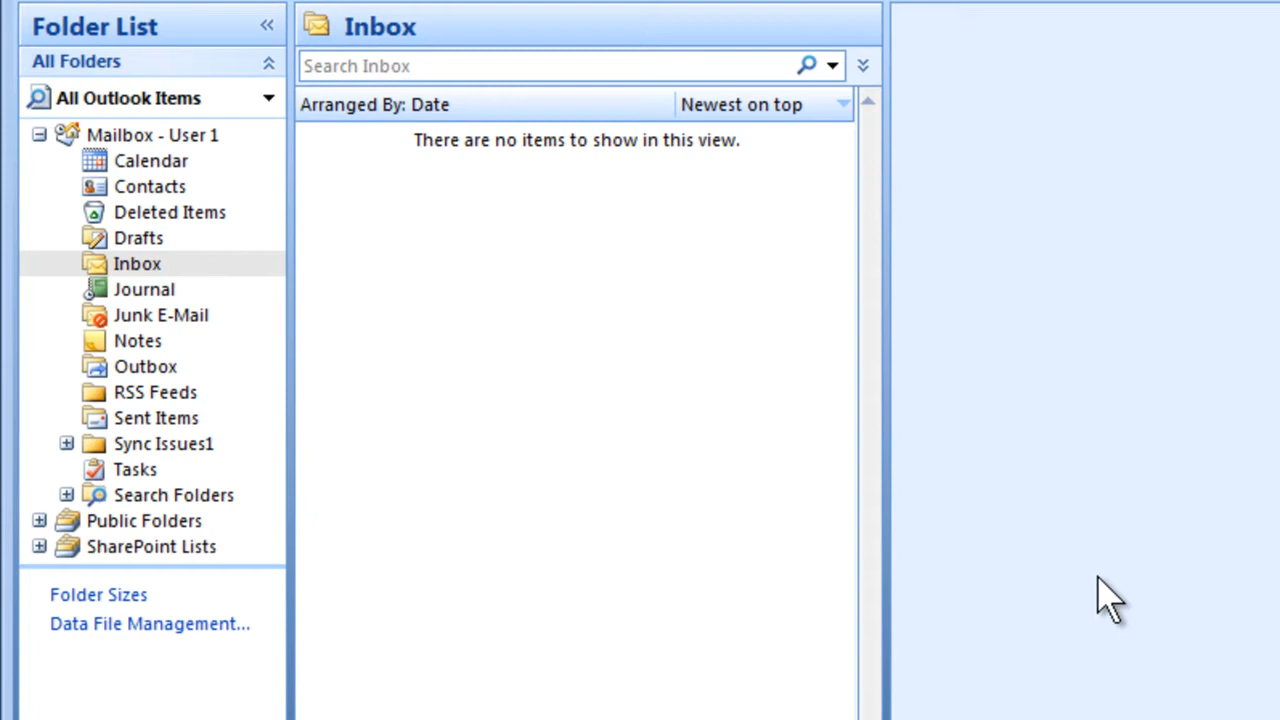 Folder List
All Folders
All Outlook Items
Mailbox - User 1
Calendar
Contacts
Deleted Items
Drafts
Inbox
Journal
Junk E-Mail
Notes
Outbox
RSS Feeds
Sent Items
Sync Issues1
Tasks
Search Folders
Public Folders
SharePoint Lists
Folder Sizes
Data File Management...
Inbox
Search Inbox
Arranged By: Date Newest on top
There are no items to show in this view.